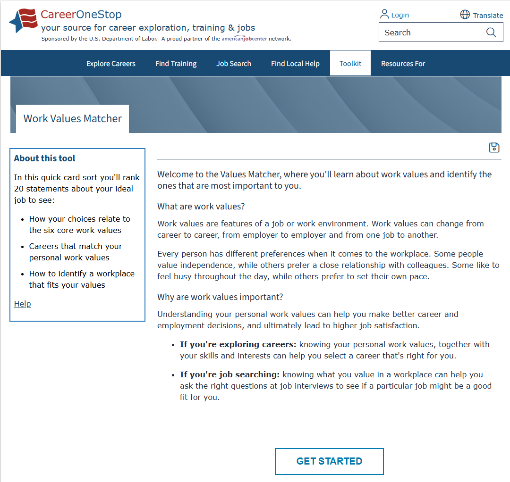 CareerOneStop
your source for career exploration, training & jobs
Sponsored by the U.S. Department of Labor. A proud partner of the americanjobcenter network.
Login
Translate
Search
Explore Careers
Find Training
Job Search
Find Local Help
Toolkit
Resources For
Work Values Matcher
About this tool
In this quick card sort you'll rank
20 statements about your ideal
job to see:
• How your choices relate to
the six core work values
• Careers that match your
personal work values
• How to identify a workplace
that fits your values
Help
Welcome to the Values Matcher, where you'll learn about work values and identify the
ones that are most important to you.
What are work values?
Work values are features of a job or work environment. Work values can change from
career to career, from employer to employer and from one job to another.
Every person has different preferences when it comes to the workplace. Some people
value independence, while others prefer a close relationship with colleagues. Some like to
feel busy throughout the day, while others prefer to set their own pace.
Why are work values important?
Understanding your personal work values can help you make better career and
employment decisions, and ultimately lead to higher job satisfaction.
• If you're exploring careers: knowing your personal work values, together with
your skills and interests can help you select a career that's right for you.
• If you're job searching: knowing what you value in a workplace can help you
ask the right questions at job interviews to see if a particular job might be a good
fit for you.
GET STARTED